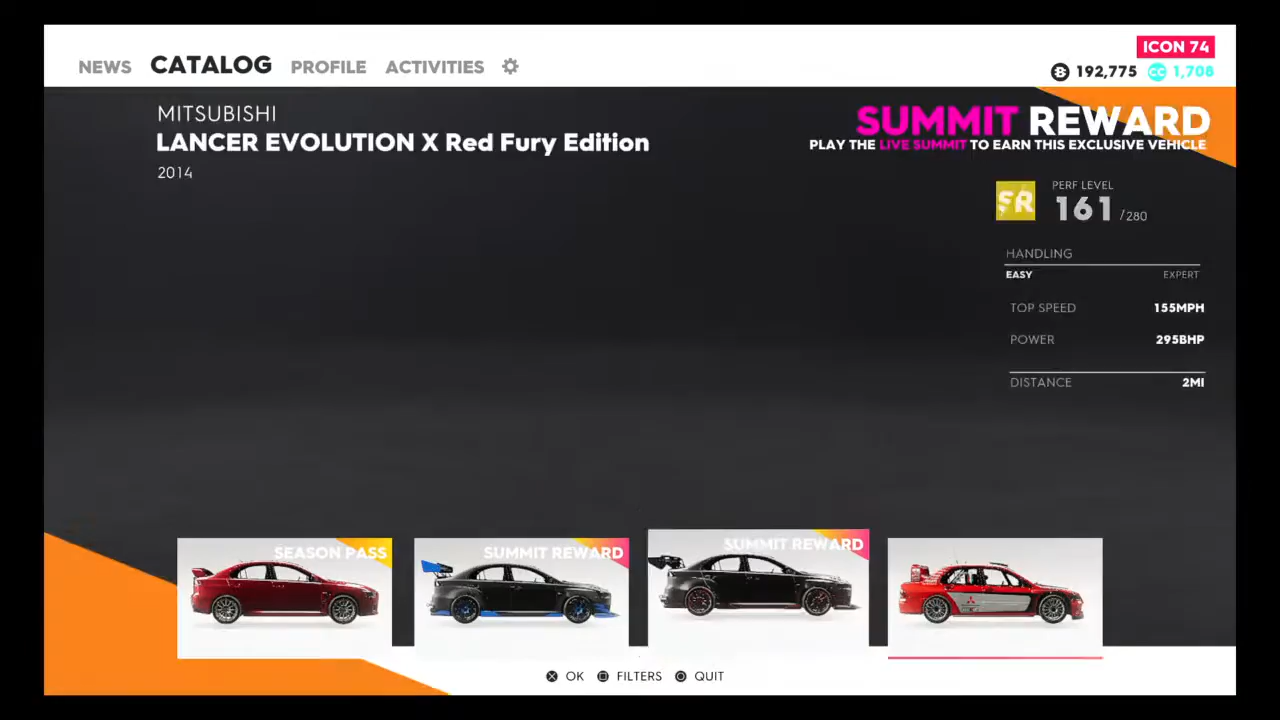 NEWS CATALOG PROFILE ACTIVITIES
ICON 74
192,775 CC 1,708
MITSUBISHI
LANCER EVOLUTION X Red Fury Edition
2014
SUMMIT REWARD
PLAY THE LIVE SUMMIT TO EARN THIS EXCLUSIVE VEHICLE
SR
PERF LEVEL
161 /280
HANDLING
EASY EXPERT
TOP SPEED 155MPH
POWER 295BHP
DISTANCE 2MI
SEASON PASS
SUMMIT REWARD
SUMMIT REWARD
OK FILTERS QUIT